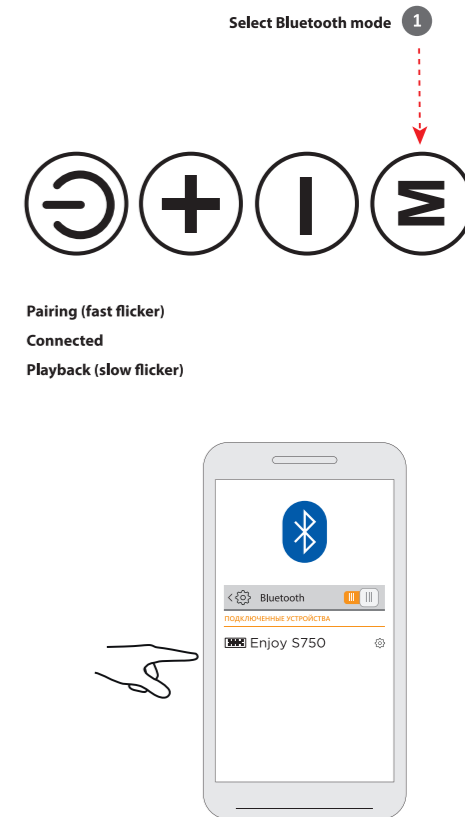 Select Bluetooth mode 1
M
Pairing (fast flicker)
Connected
Playback (slow flicker)
Bluetooth
ПОДКЛЮЧЕННЫЕ УСТРОЙСТВА
Enjoy S750